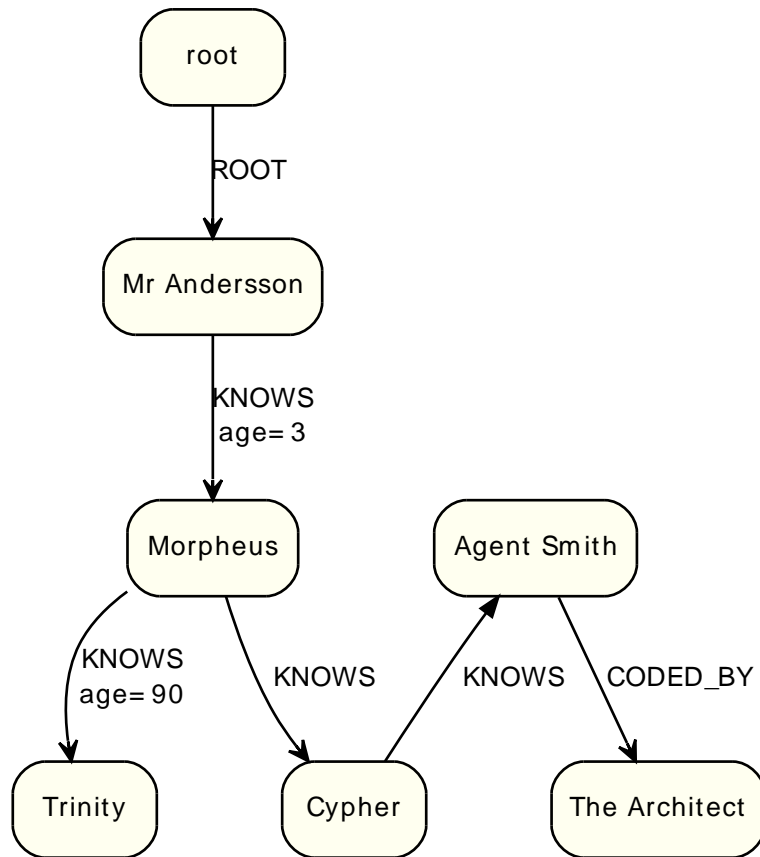 root
ROOT
Mr Andersson
KNOWS
age=3
Morpheus
Agent Smith
KNOWS
age=90
KNOWS
KNOWS
CODED_BY
Trinity
Cypher
The Architect